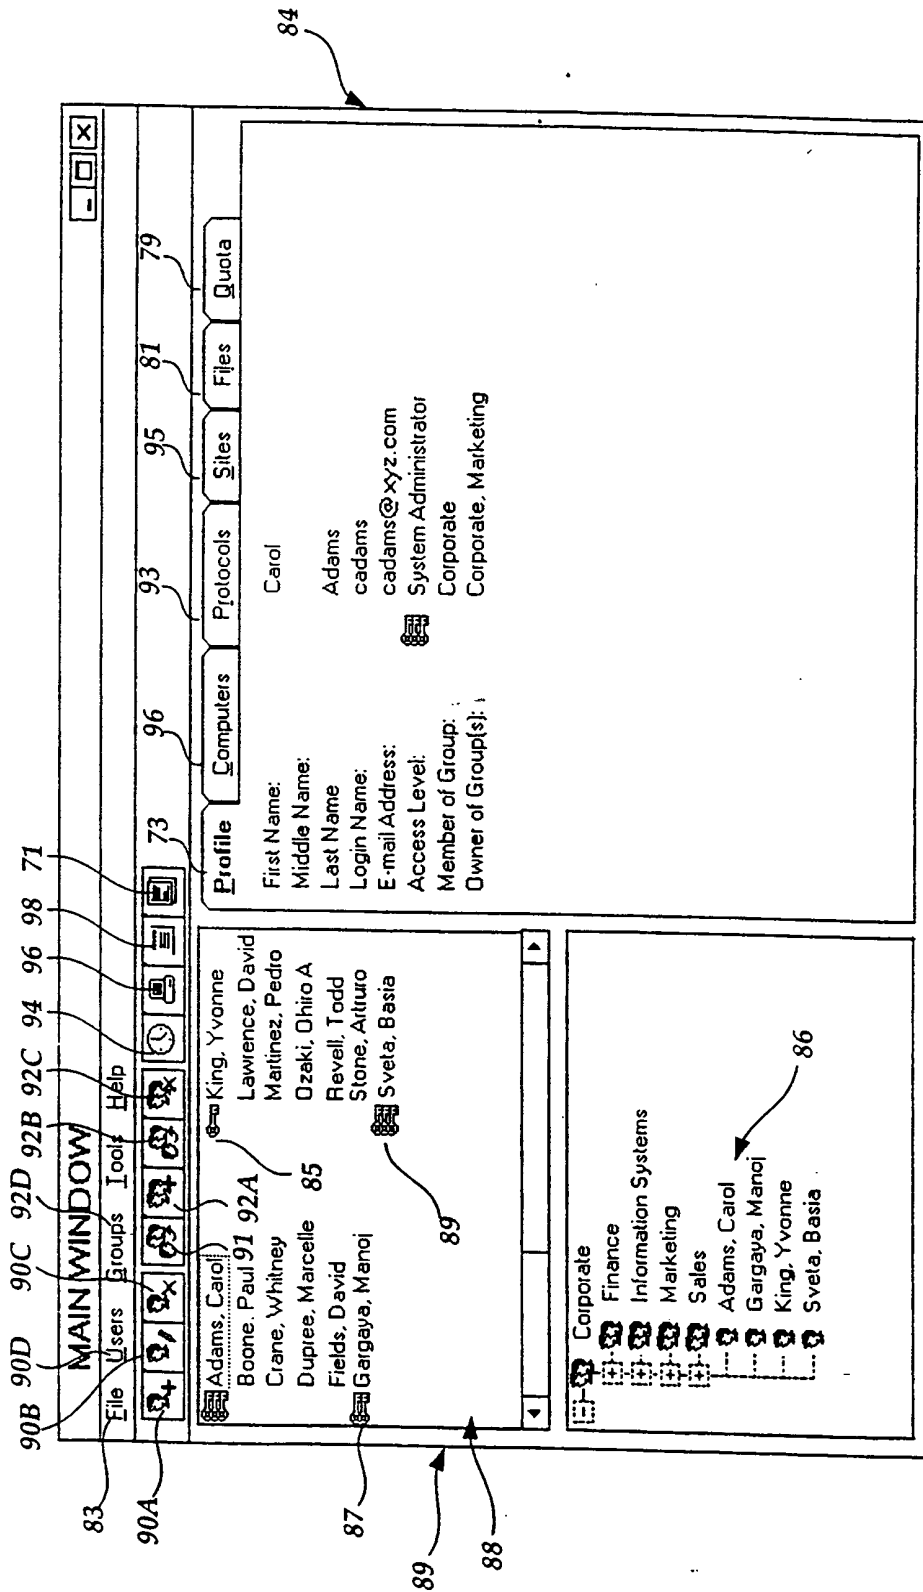 84
MAIN WINDOW
File Users Groups Tools Help
83
90B
90D
90C
92D
92B
92C
94
96
98
71
90A
91
92A
73
96
93
95
81
79
Profile
Computers
Protocols
Sites
Files
Quota
Adams, Carol
Boone, Paul
Crane, Whitney
Dupree, Marcelle
Fields, David
Gargaya, Manoj
King, Yvonne
Lawrence, David
Martinez, Pedro
Ozaki, Ohiro A
Revell, Todd
Stone, Artruro
Sveta, Basia
85
89
87
89
88
First Name: Carol
Middle Name:
Last Name Adams
Login Name: cadams
E-mail Address: cadams@xyz.com
Access Level: System Administrator
Member of Group: Corporate
Owner of Group(s): Corporate, Marketing
Corporate
Finance
Information Systems
Marketing
Sales
Adams, Carol
Gargaya, Manoj
King, Yvonne
Sveta, Basia
86